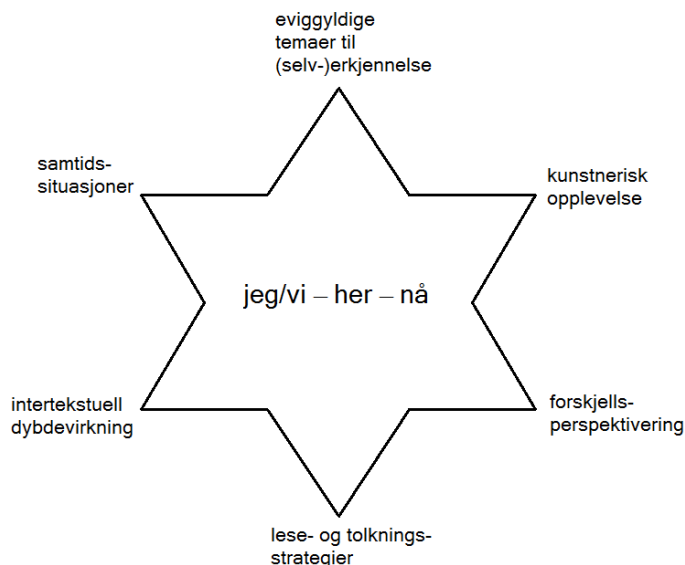 eviggyldige
temaer til
(selv-)erkjennelse
samtids-
situasjoner
kunstnerisk
opplevelse
jeg/vi – her – nå
intertekstuell
dybdevirkning
forskjells-
perspektivering
lese- og tolknings-
strategier